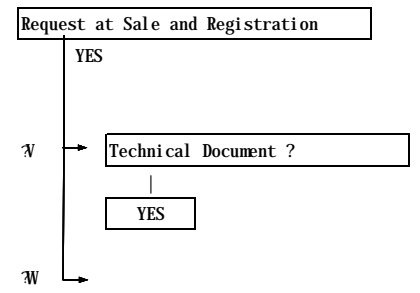 Request at Sale and Registration
YES
?V
Technical Document ?
YES
?W